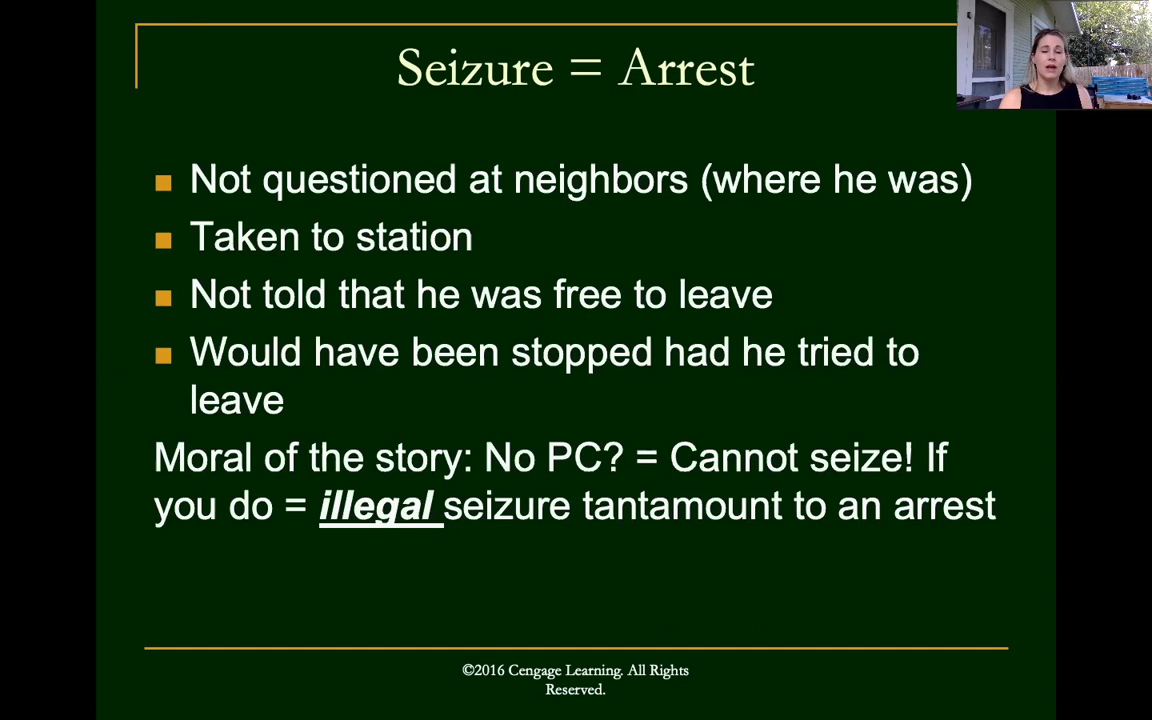 Seizure = Arrest
Not questioned at neighbors (where he was)
Taken to station
Not told that he was free to leave
Would have been stopped had he tried to
leave
Moral of the story: No PC? = Cannot seize! If
you do = illegal seizure tantamount to an arrest
©2016 Cengage Learning. All Rights
Reserved.